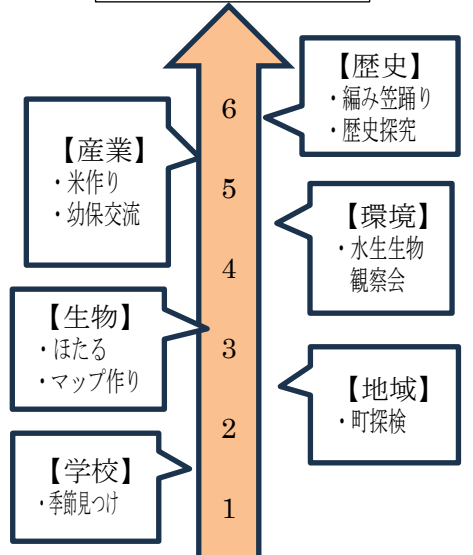 6
【歴史】
・編み笠踊り
・歴史探究
【産業】
・米作り
・幼保交流
5
【環境】
・水生生物
観察会
4
【生物】
・ほたる
・マップ作り
3
【地域】
・町探検
2
【学校】
・季節見つけ
1